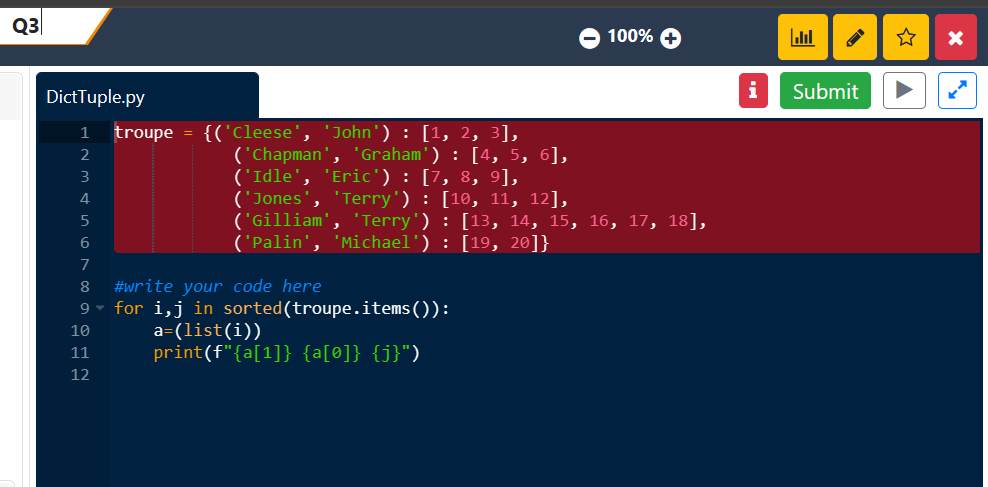 Q3
100%
DictTuple.py
Submit
1 troupe = {('Cleese', 'John') : [1, 2, 3],
2             ('Chapman', 'Graham') : [4, 5, 6],
3             ('Idle', 'Eric') : [7, 8, 9],
4             ('Jones', 'Terry') : [10, 11, 12],
5             ('Gilliam', 'Terry') : [13, 14, 15, 16, 17, 18],
6             ('Palin', 'Michael') : [19, 20]}
7
8 #write your code here
9 for i,j in sorted(troupe.items()):
10     a=(list(i))
11     print(f"{a[1]} {a[0]} {j}")
12